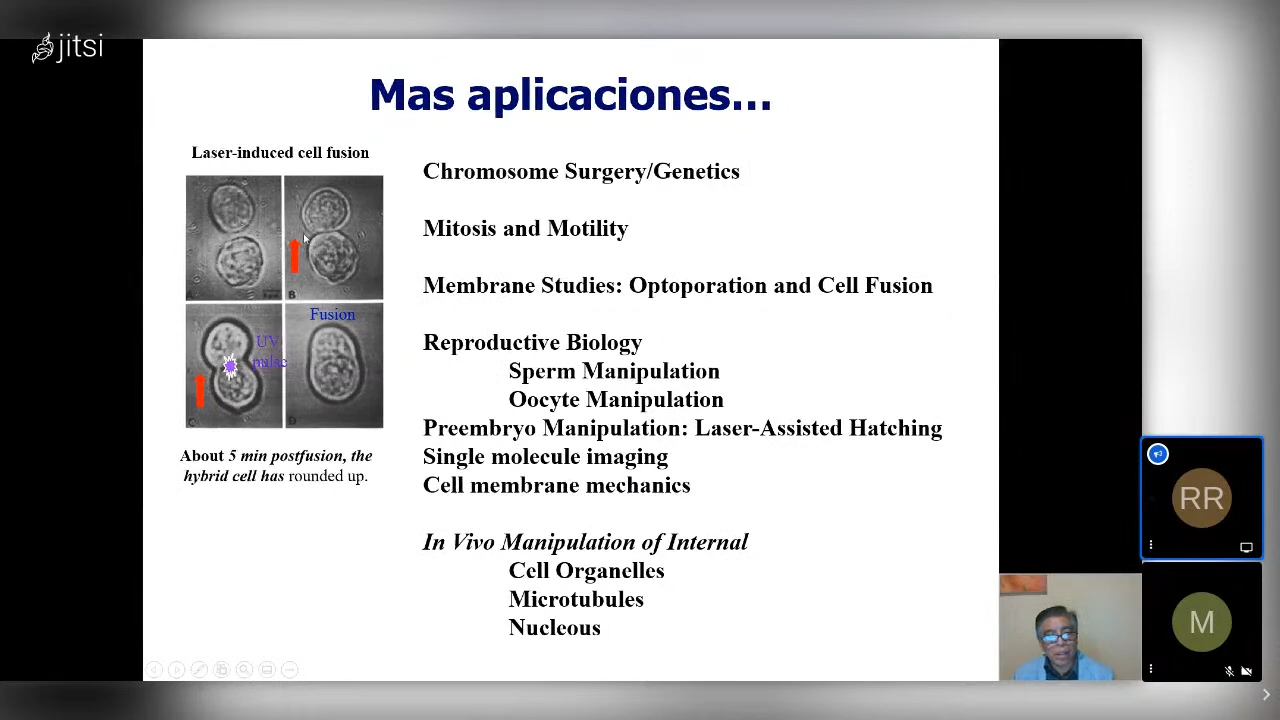 jitsi
Mas aplicaciones...
Laser-induced cell fusion
A
B
Fusion
UV
pulse
C
D
About 5 min postfusion, the
hybrid cell has rounded up.
Chromosome Surgery/Genetics
Mitosis and Motility
Membrane Studies: Optoporation and Cell Fusion
Reproductive Biology
Sperm Manipulation
Oocyte Manipulation
Preembryo Manipulation: Laser-Assisted Hatching
Single molecule imaging
Cell membrane mechanics
In Vivo Manipulation of Internal
Cell Organelles
Microtubules
Nucleous
RR
M